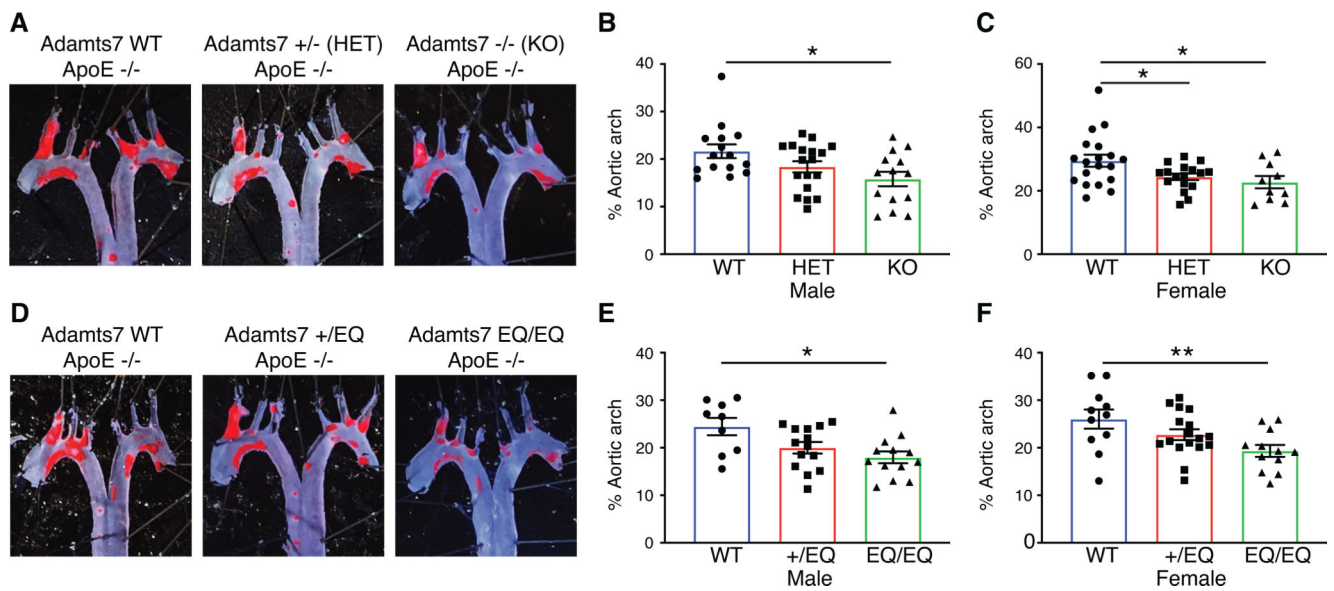 A
Adamts7 WT
ApoE -/-
Adamts7 +/- (HET)
ApoE -/-
Adamts7 -/- (KO)
ApoE -/-
B
*
% Aortic arch
40
30
20
10
0
WT
HET
KO
Male
C
*
*
% Aortic arch
60
40
20
0
WT
HET
KO
Female
D
Adamts7 WT
ApoE -/-
Adamts7 +/EQ
ApoE -/-
Adamts7 EQ/EQ
ApoE -/-
E
*
% Aortic arch
40
30
20
10
0
WT
+/EQ
EQ/EQ
Male
F
**
% Aortic arch
40
30
20
10
0
WT
+/EQ
EQ/EQ
Female